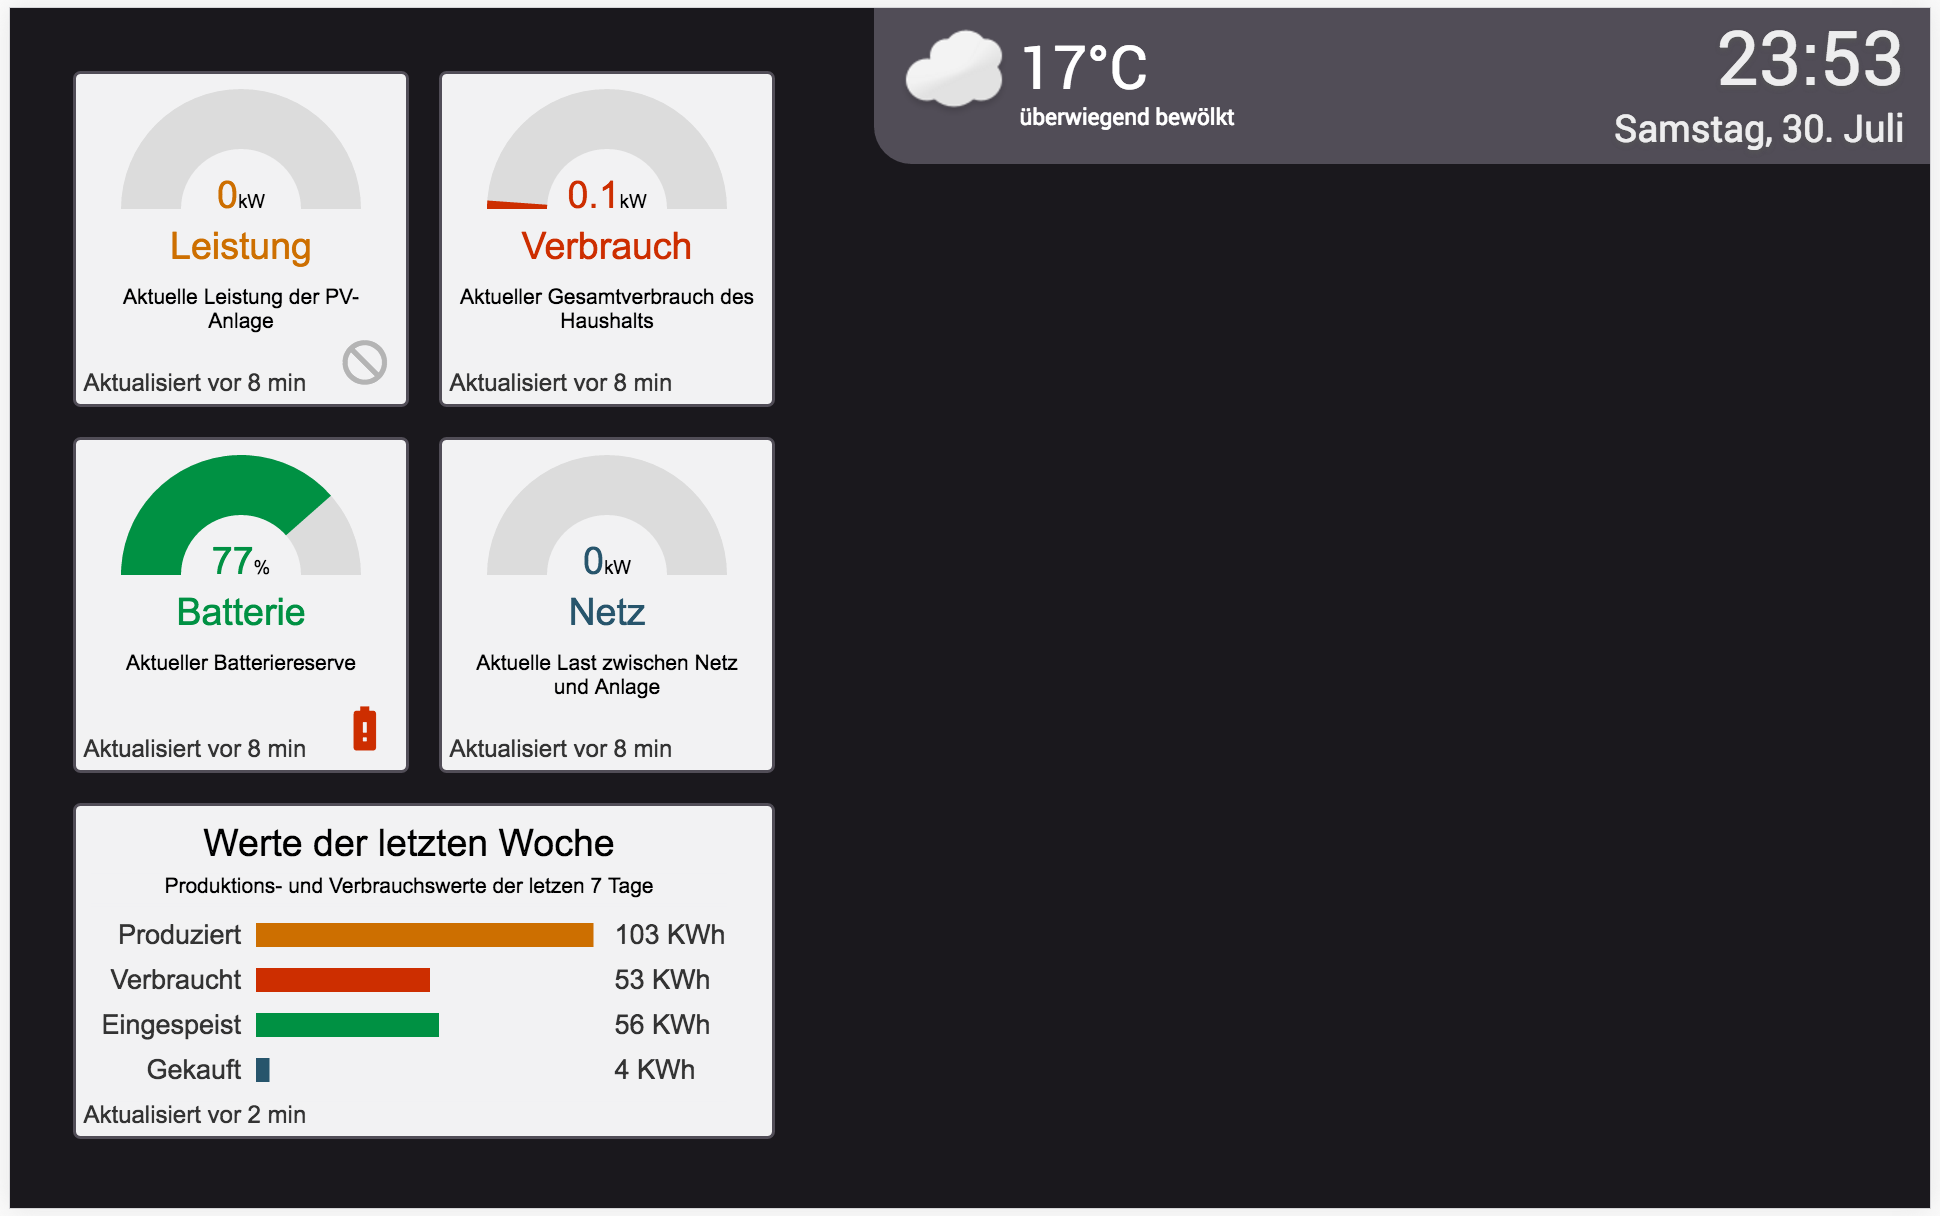 17°C
überwiegend bewölkt
23:53
Samstag, 30. Juli
0kW
Leistung
Aktuelle Leistung der PV-
Anlage
Aktualisiert vor 8 min
0.1kW
Verbrauch
Aktueller Gesamtverbrauch des
Haushalts
Aktualisiert vor 8 min
77%
Batterie
Aktueller Batteriereserve
Aktualisiert vor 8 min
0kW
Netz
Aktuelle Last zwischen Netz
und Anlage
Aktualisiert vor 8 min
Werte der letzten Woche
Produktions- und Verbrauchswerte der letzen 7 Tage
Produziert 103 KWh
Verbraucht 53 KWh
Eingespeist 56 KWh
Gekauft 4 KWh
Aktualisiert vor 2 min